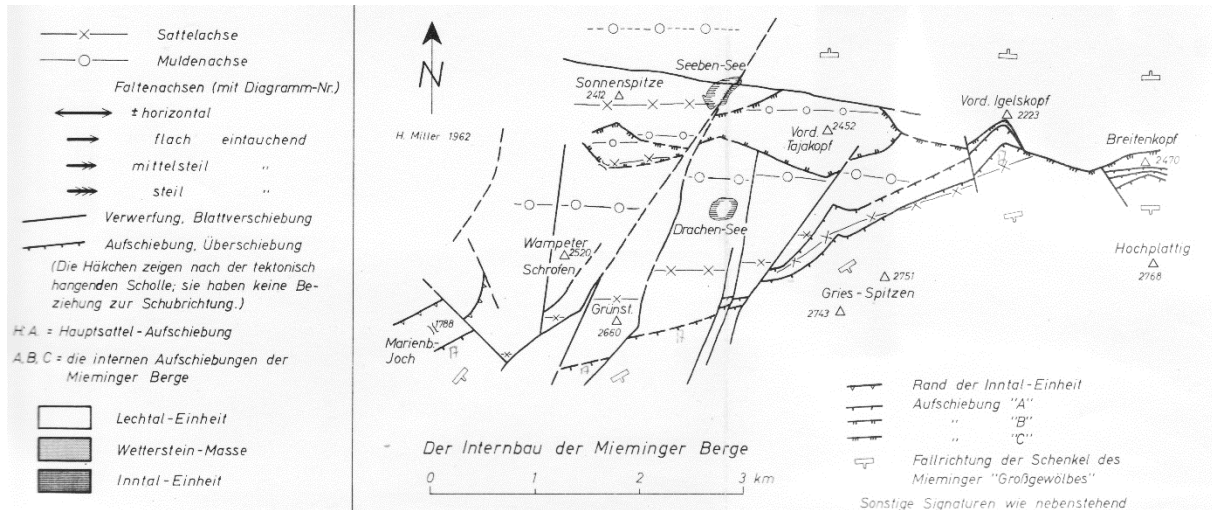 Sattelachse
Muldenachse
Faltenachsen (mit Diagramm-Nr.)
± horizontal
flach eintauchend
mittelsteil "
steil "
Verwerfung, Blattverschiebung
Aufschiebung, Überschiebung
(Die Häkchen zeigen nach der tektonisch
hangenden Scholle; sie haben keine Be-
ziehung zur Schubrichtung.)
H.A. = Hauptsattel-Aufschiebung
A,B,C = die internen Aufschiebungen der
Mieminger Berge
Lechtal-Einheit
Wetterstein-Masse
Inntal-Einheit
N
H. Miller 1962
Seeben-See
Sonnenspitze
2412
Vord. 2452
Tajakopf
Vord. Igelskopf
2223
Breitenkopf
2470
Drachen-See
Wampeter
2520
Schrofen
Hochplattig
2768
2751
Gries-Spitzen
2743
Grünst.
2660
1788
Marienb.-
Joch
Der Internbau der Mieminger Berge
0 1 2 3 km
Rand der Inntal-Einheit
Aufschiebung "A"
" "B"
" "C"
Fallrichtung der Schenkel des
Mieminger "Großgewölbes"
Sonstige Signaturen wie nebenstehend